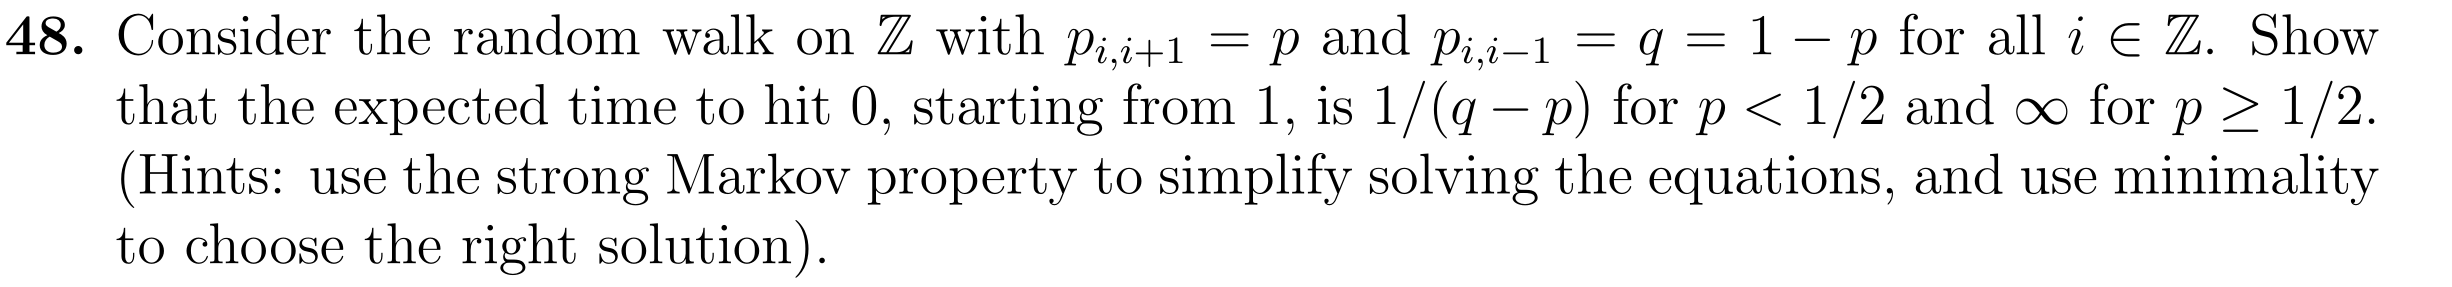 48. Consider the random walk on ℤ with p_{i,i+1} = p and p_{i,i−1} = q = 1 − p for all i ∈ ℤ. Show
that the expected time to hit 0, starting from 1, is 1/(q − p) for p < 1/2 and ∞ for p ≥ 1/2.
(Hints: use the strong Markov property to simplify solving the equations, and use minimality
to choose the right solution).